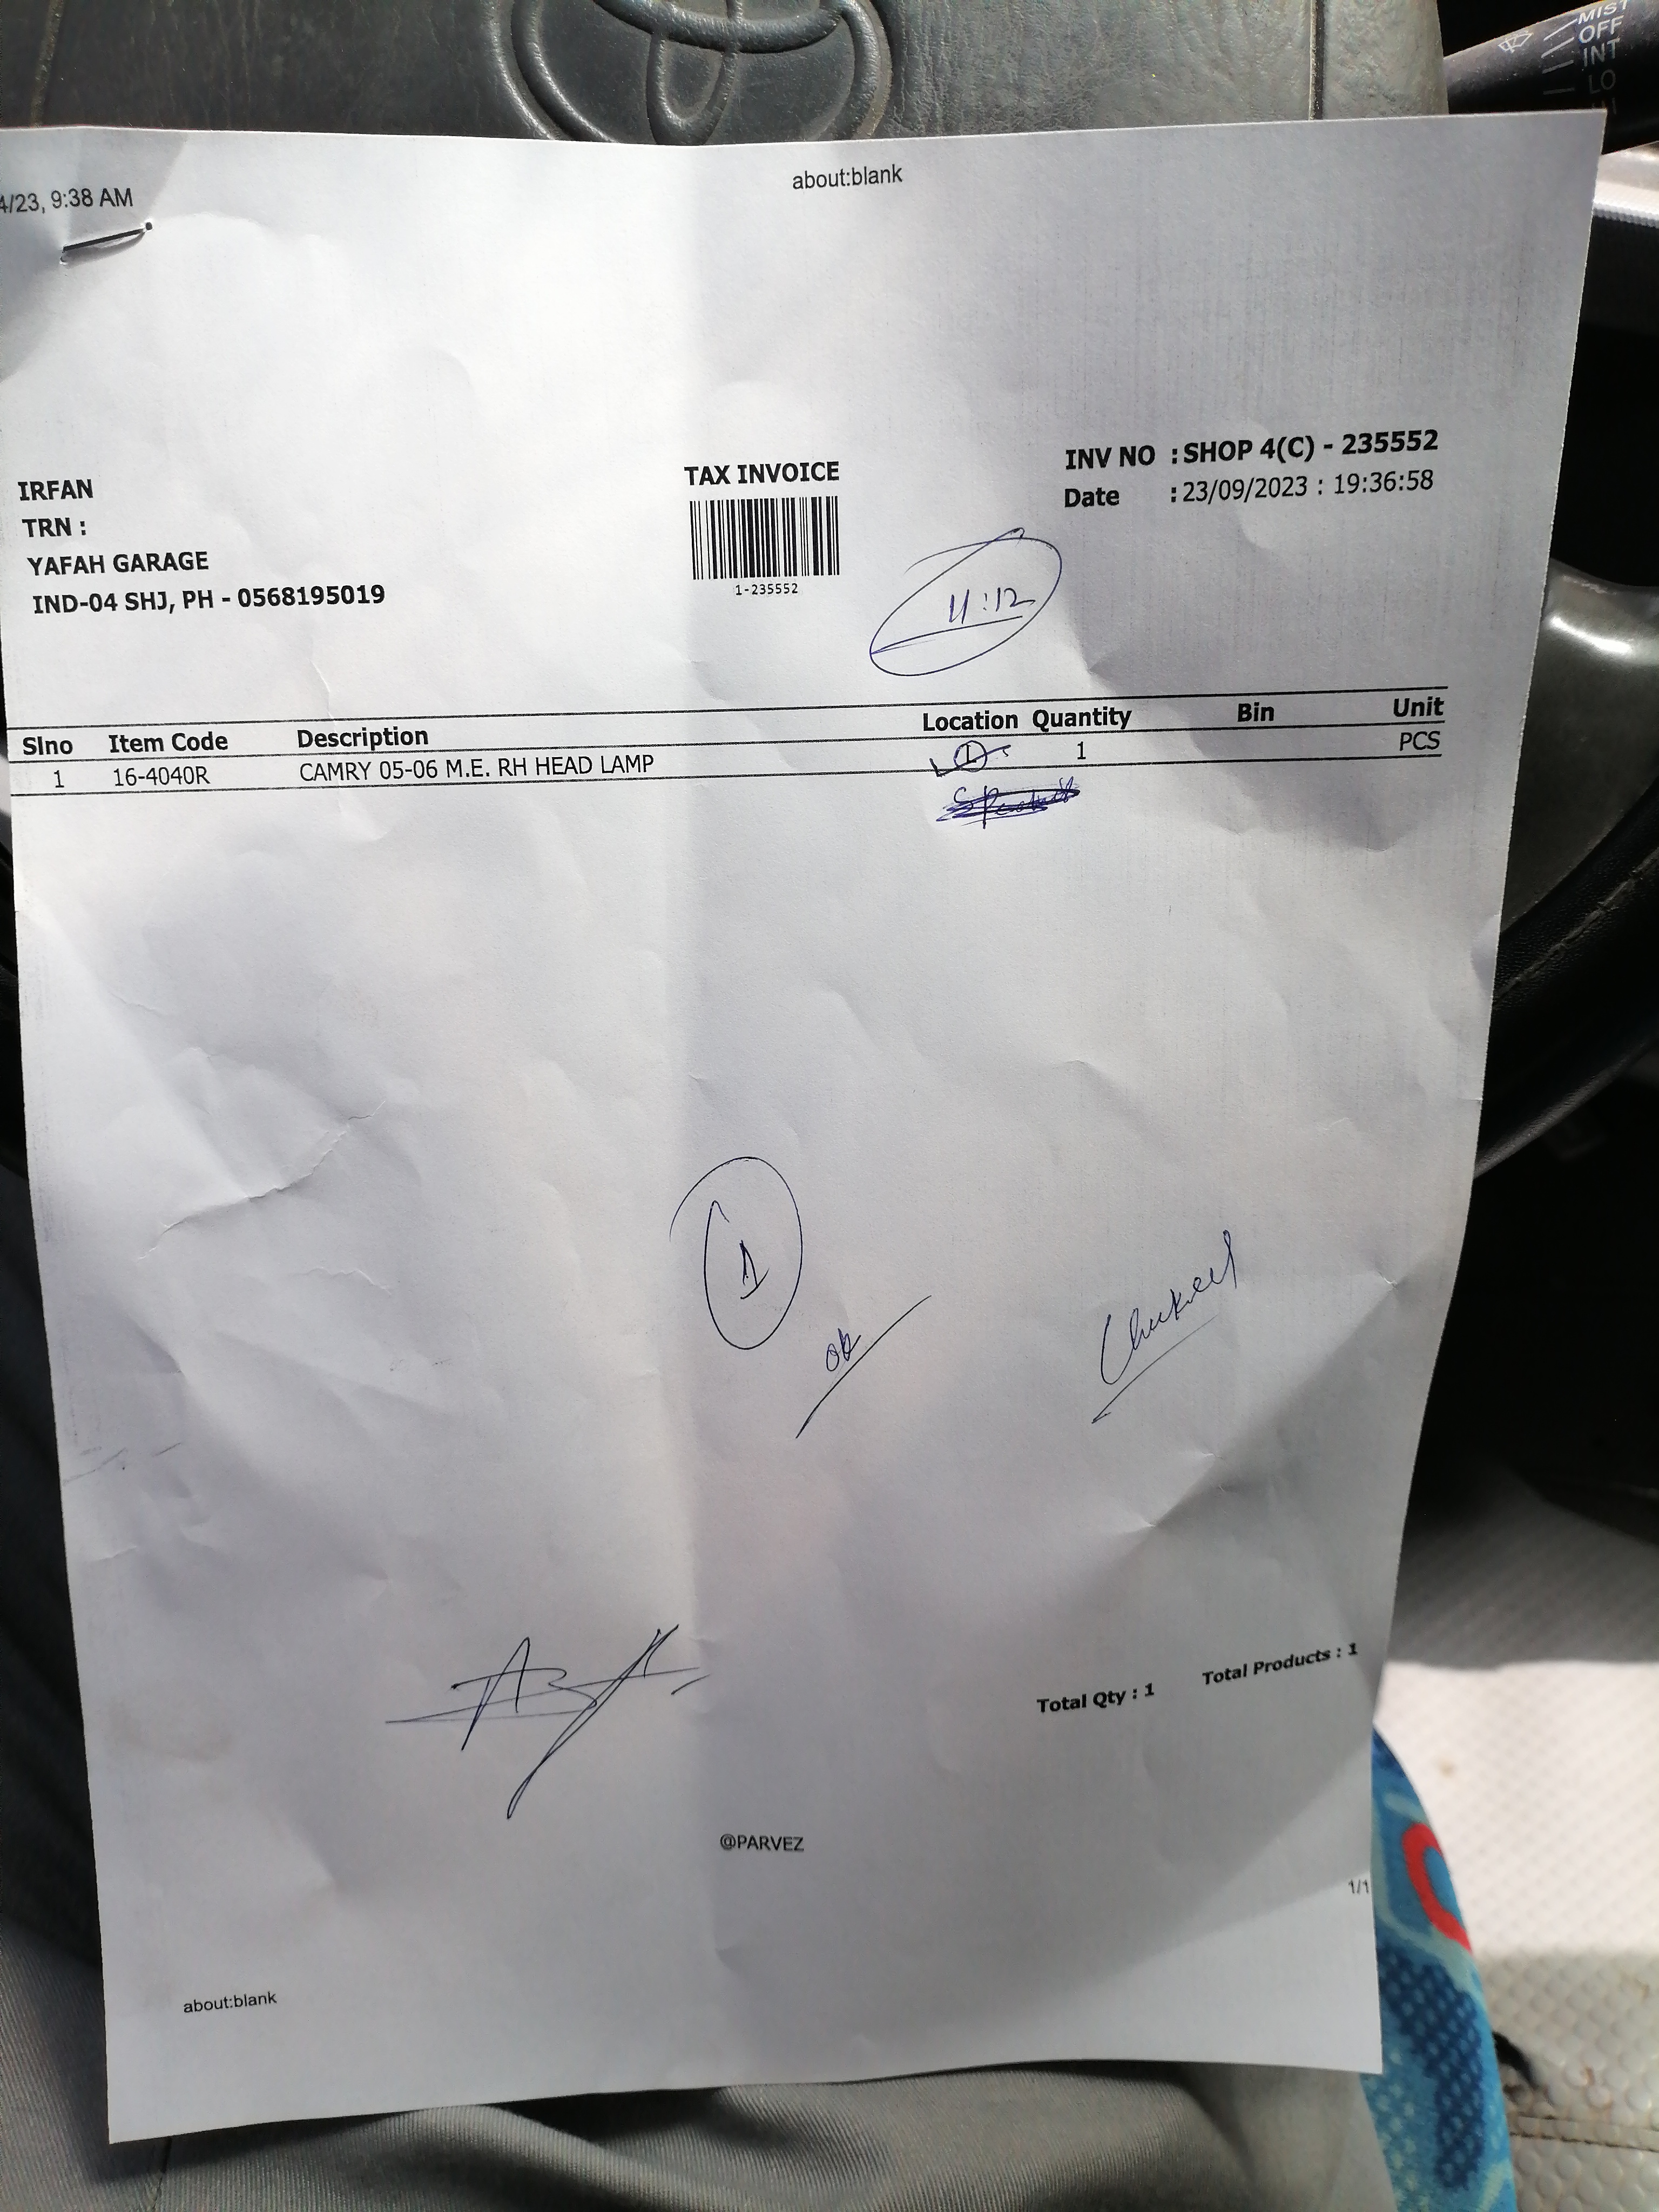 MIST
OFF
INT
LO
HI
4/23, 9:38 AM
about:blank
IRFAN
TRN :
YAFAH GARAGE
IND-04 SHJ, PH - 0568195019
TAX INVOICE
1-235552
INV NO : SHOP 4(C) - 235552
Date : 23/09/2023 : 19:36:58
11:12
Slno Item Code Description Location Quantity Bin Unit
1 16-4040R CAMRY 05-06 M.E. RH HEAD LAMP 1 PCS
1
ok
Checked
Total Qty : 1 Total Products : 1
@PARVEZ
1/1
about:blank